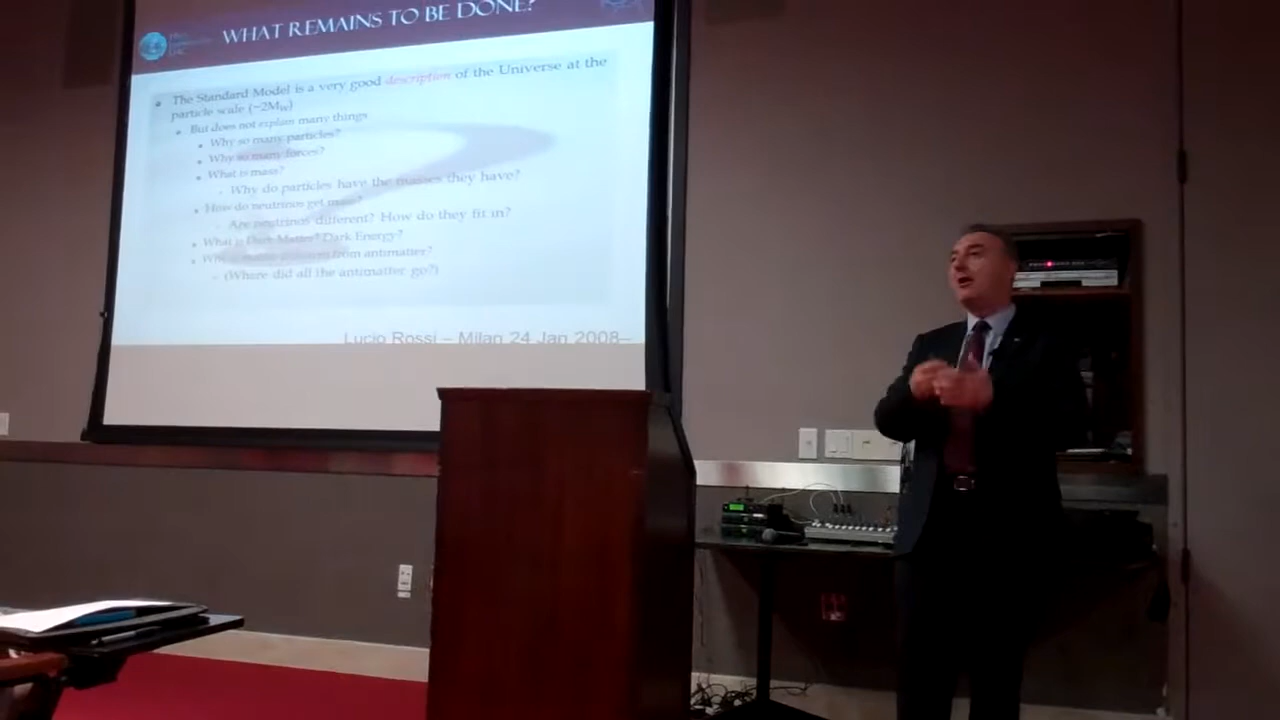 WHAT REMAINS TO BE DONE?
The Standard Model is a very good description of the Universe at the
particle scale (~2Mw)
But does not explain many things
Why so many particles?
Why so many forces?
What is mass?
Why do particles have the masses they have?
How do neutrinos get mass?
Are neutrinos different? How do they fit in?
What is Dark Matter? Dark Energy?
from antimatter?
(Where did all the antimatter go?)
Lucio Rossi – Milan 24 Jan 2008–